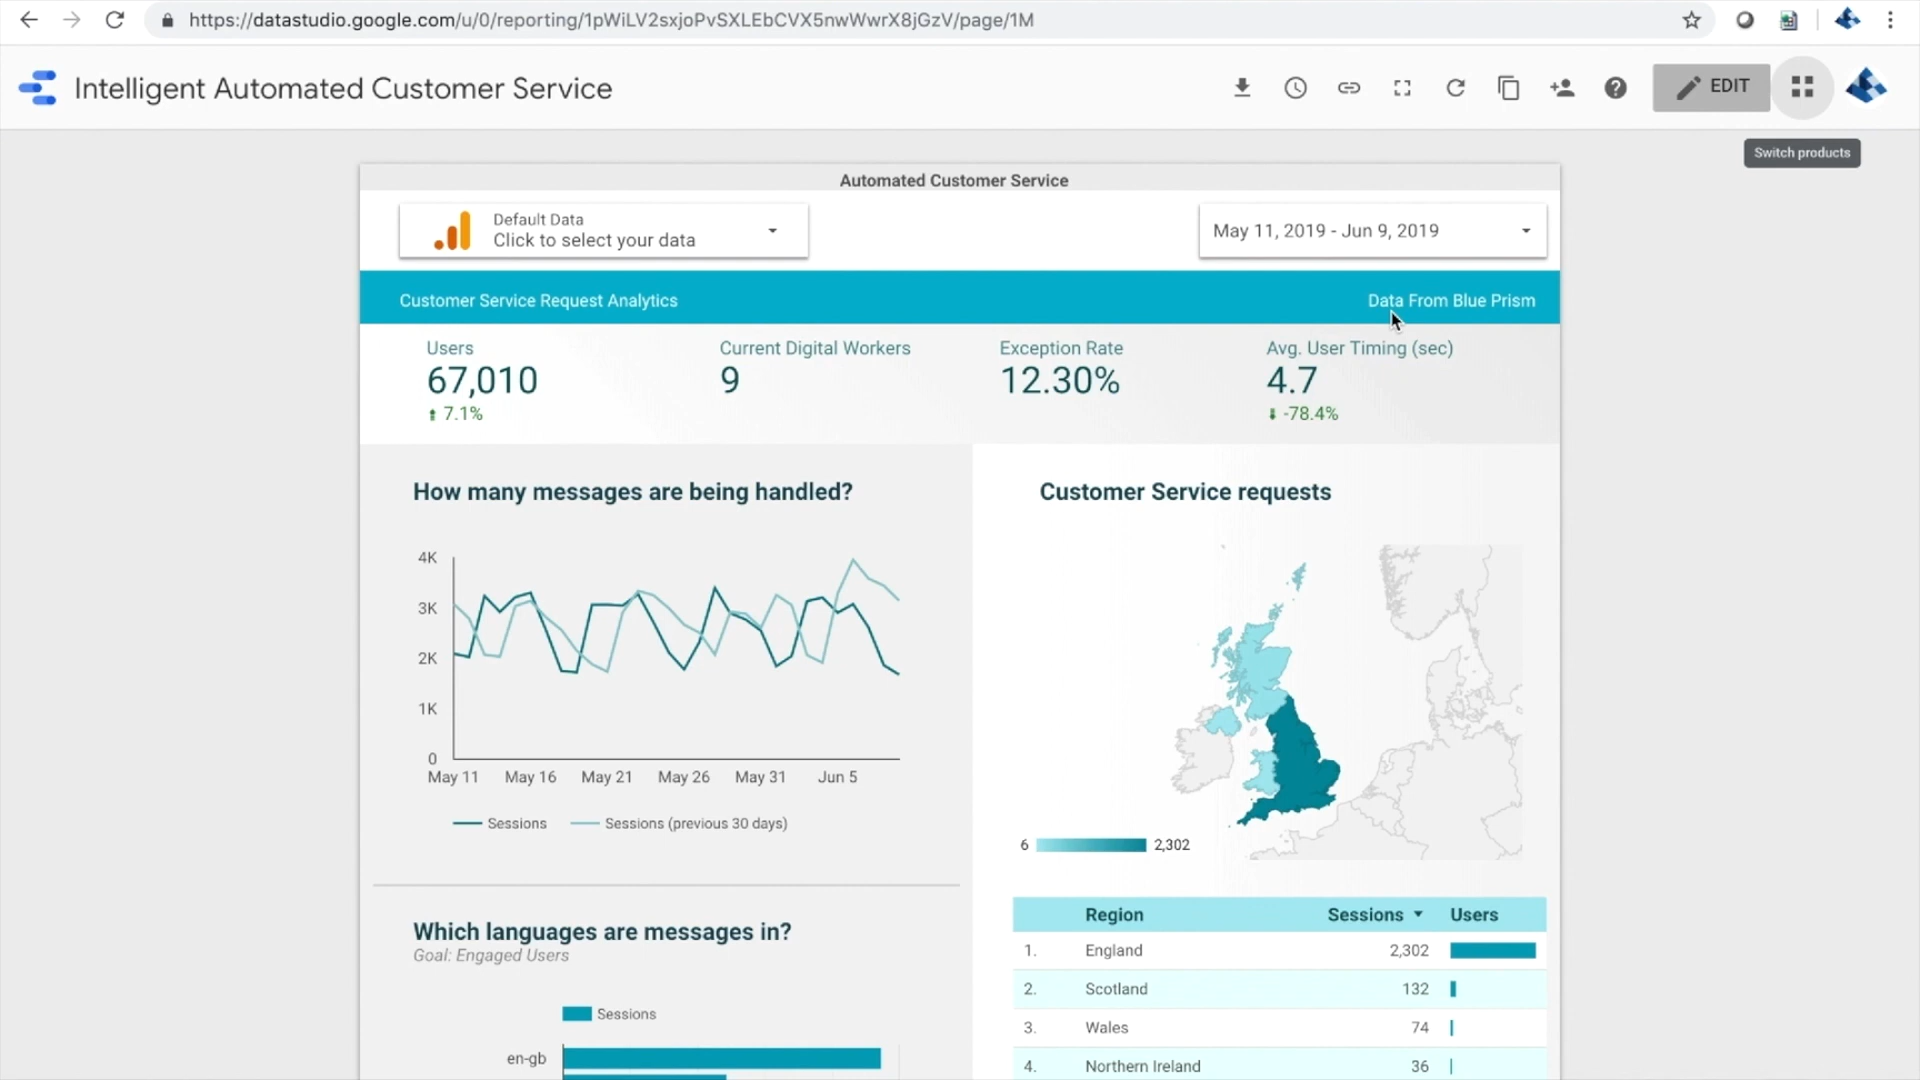 https://datastudio.google.com/u/0/reporting/1pWiLV2sxjoPvSXLEbCVX5nwWwrX8jGzV/page/1M
Intelligent Automated Customer Service
EDIT
Switch products
Automated Customer Service
Default Data
Click to select your data
May 11, 2019 - Jun 9, 2019
Customer Service Request Analytics
Data From Blue Prism
Users
67,010
7.1%
Current Digital Workers
9
Exception Rate
12.30%
Avg. User Timing (sec)
4.7
-78.4%
How many messages are being handled?
4K
3K
2K
1K
0
May 11 May 16 May 21 May 26 May 31 Jun 5
Sessions Sessions (previous 30 days)
Which languages are messages in?
Goal: Engaged Users
Sessions
en-gb
Customer Service requests
6 2,302
Region Sessions Users
1. England 2,302
2. Scotland 132
3. Wales 74
4. Northern Ireland 36